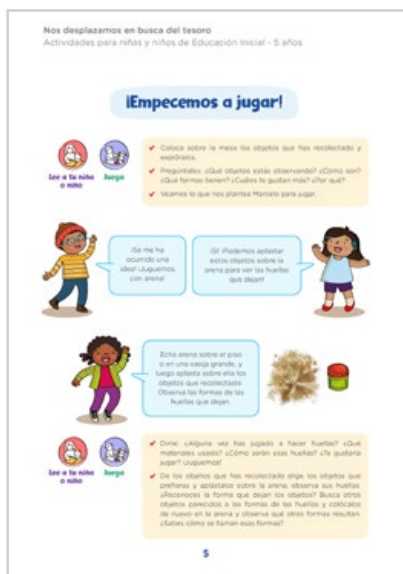 Nos desplazamos en busca del tesoro
Actividades para niñas y niños de Educación Inicial - 5 años
¡Empecemos a jugar!
Lee a tu niña
o niño
Juega
Coloca sobre la mesa los objetos que has recolectado y
explóralos.
Pregúntales: ¿Qué objetos estás observando? ¿Cómo son?
¿Qué formas tienen? ¿Cuáles te gustan más? ¿Por qué?
Veamos lo que nos plantea Marcelo para jugar.
¡Se me ha
ocurrido una
idea! ¡Juguemos
con arena!
¡Sí! ¡Podemos aplastar
estos objetos sobre la
arena para ver las huellas
que dejan!
Echa arena sobre el piso
o en una vasija grande, y
luego aplasta sobre ella los
objetos que recolectaste.
Observa las formas de las
huellas que dejan.
Lee a tu niña
o niño
Juega
Dime: ¿Alguna vez has jugado a hacer huellas? ¿Qué
materiales usaste? ¿Cómo serán esas huellas? ¿Te gustaría
jugar? ¡Juguemos!
De los objetos que has recolectado elige los objetos que
prefieras y aplástalos sobre la arena, observa sus huellas.
¿Reconoces la forma que dejan los objetos? Busca otros
objetos parecidos a las formas de las huellas y colócalos
de nuevo en la arena y observa qué otras formas resultan.
¿Sabes cómo se llaman esas formas?
5